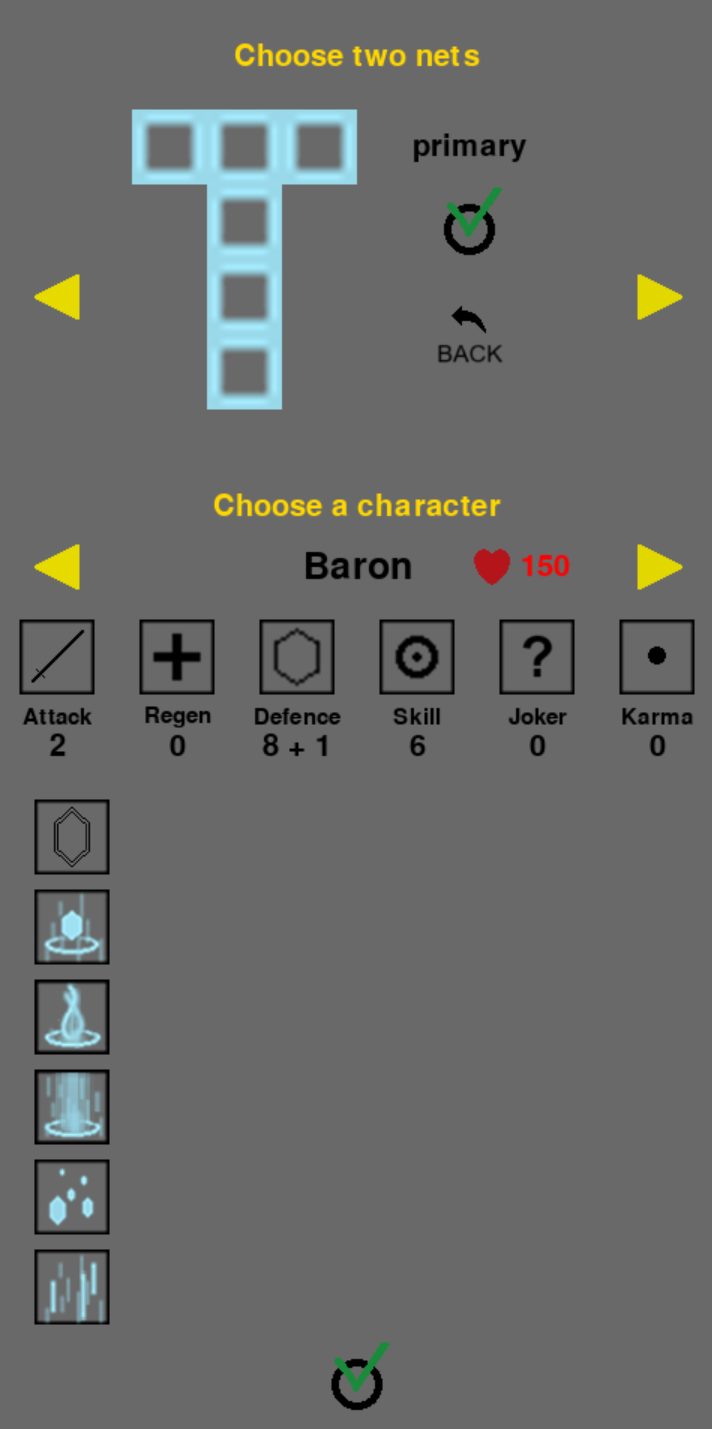 Choose two nets
primary
BACK
Choose a character
Baron 150
Attack Regen Defence Skill Joker Karma
2 0 8 + 1 6 0 0